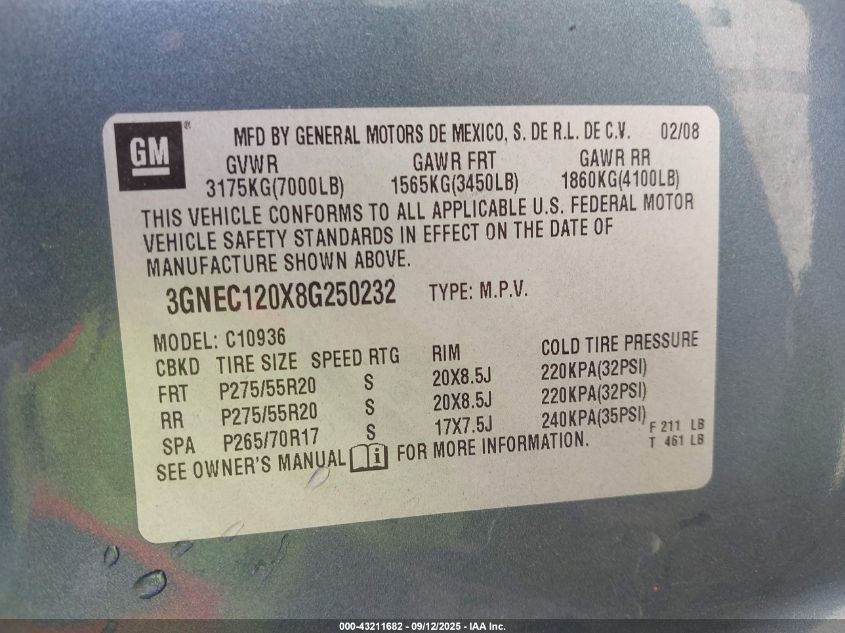 GM ® MFD BY GENERAL MOTORS DE MEXICO, S. DE R.L. DE C.V. 02/08
GVWR GAWR FRT GAWR RR
3175KG(7000LB) 1565KG(3450LB) 1860KG(4100LB)
THIS VEHICLE CONFORMS TO ALL APPLICABLE U.S. FEDERAL MOTOR
VEHICLE SAFETY STANDARDS IN EFFECT ON THE DATE OF
MANUFACTURE SHOWN ABOVE.
3GNEC120X8G250232 TYPE: M.P.V.
MODEL: C10936
CBKD TIRE SIZE SPEED RTG RIM COLD TIRE PRESSURE
FRT P275/55R20 S 20X8.5J 220KPA(32PSI)
RR P275/55R20 S 20X8.5J 220KPA(32PSI)
SPA P265/70R17 S 17X7.5J 240KPA(35PSI) F 211 LB
T 461 LB
SEE OWNER'S MANUAL i FOR MORE INFORMATION.
000-43211682 - 09/12/2025 - IAA Inc.